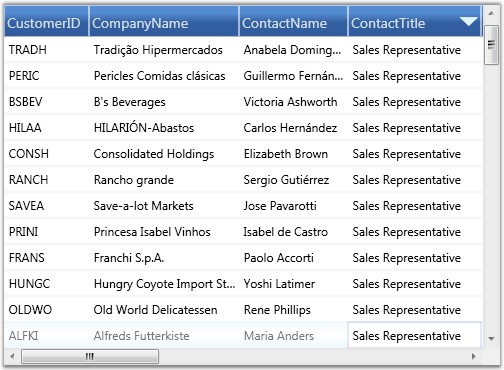 CustomerID CompanyName ContactName ContactTitle
TRADH Tradição Hipermercados Anabela Doming... Sales Representative
PERIC Pericles Comidas clásicas Guillermo Fernán... Sales Representative
BSBEV B's Beverages Victoria Ashworth Sales Representative
HILAA HILARIÓN-Abastos Carlos Hernández Sales Representative
CONSH Consolidated Holdings Elizabeth Brown Sales Representative
RANCH Rancho grande Sergio Gutiérrez Sales Representative
SAVEA Save-a-lot Markets Jose Pavarotti Sales Representative
PRINI Princesa Isabel Vinhos Isabel de Castro Sales Representative
FRANS Franchi S.p.A. Paolo Accorti Sales Representative
HUNGC Hungry Coyote Import St... Yoshi Latimer Sales Representative
OLDWO Old World Delicatessen Rene Phillips Sales Representative
ALFKI Alfreds Futterkiste Maria Anders Sales Representative